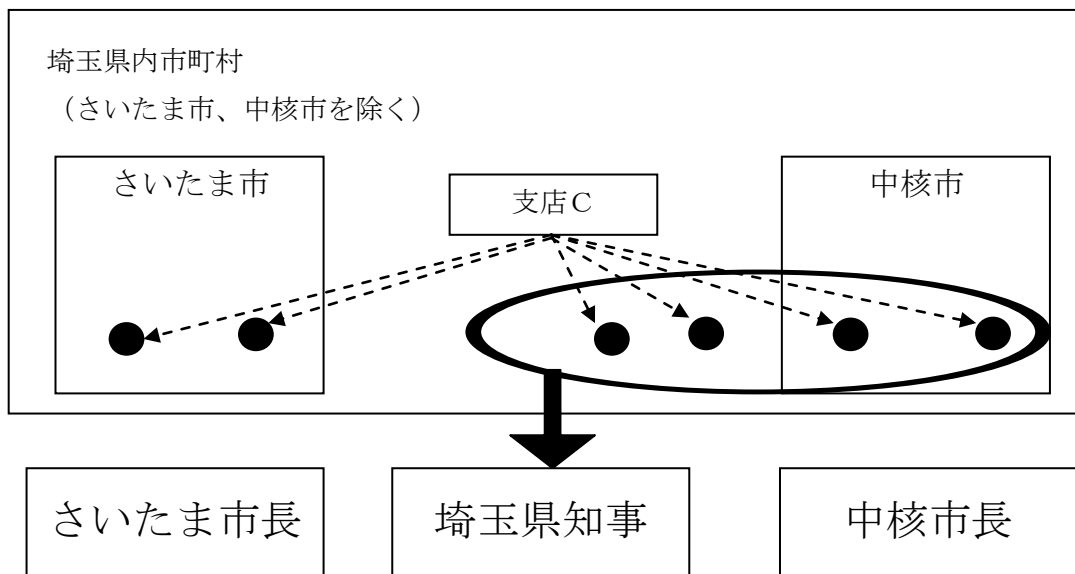 埼玉県内市町村
（さいたま市、中核市を除く）
さいたま市
支店Ｃ
中核市
さいたま市長
埼玉県知事
中核市長